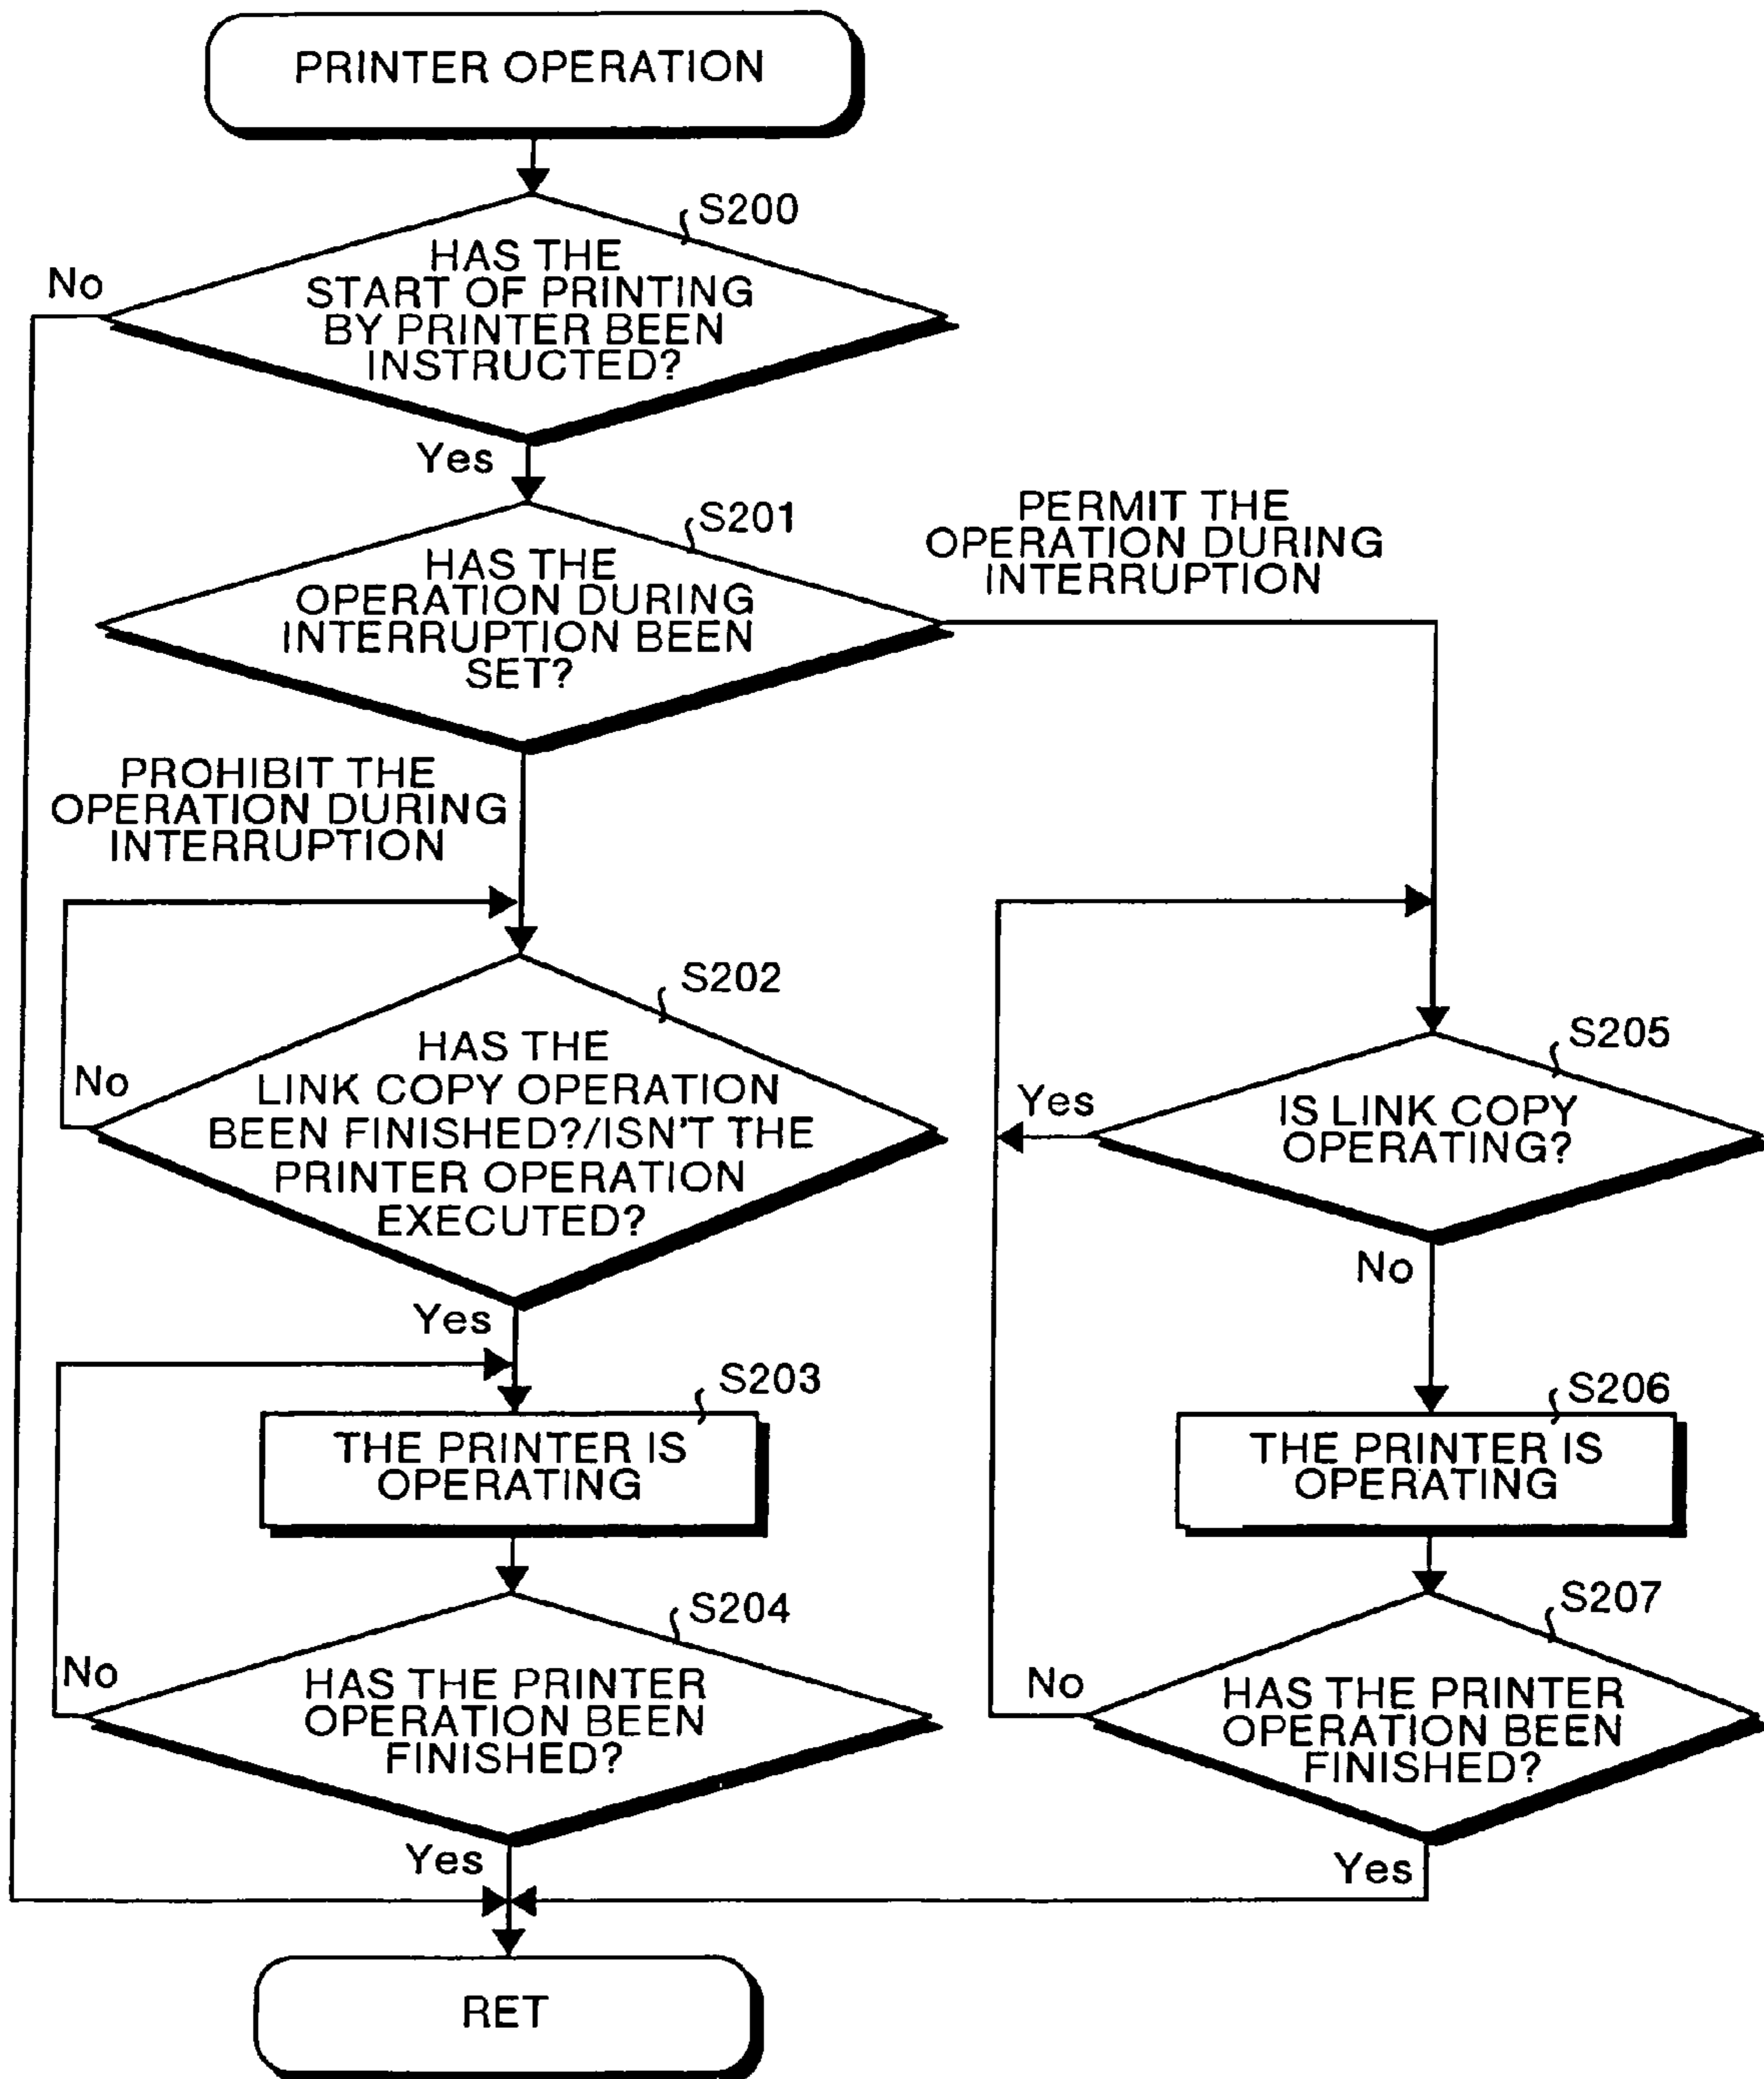 PRINTER OPERATION
S200
No
HAS THE
START OF PRINTING
BY PRINTER BEEN
INSTRUCTED?
Yes
S201
PERMIT THE
OPERATION DURING
INTERRUPTION
HAS THE
OPERATION DURING
INTERRUPTION BEEN
SET?
PROHIBIT THE
OPERATION DURING
INTERRUPTION
S202
No
HAS THE
LINK COPY OPERATION
BEEN FINISHED?/ISN'T THE
PRINTER OPERATION
EXECUTED?
Yes
S205
Yes
IS LINK COPY
OPERATING?
No
S203
THE PRINTER IS
OPERATING
S206
THE PRINTER IS
OPERATING
S204
No
HAS THE PRINTER
OPERATION BEEN
FINISHED?
Yes
S207
No
HAS THE PRINTER
OPERATION BEEN
FINISHED?
Yes
RET